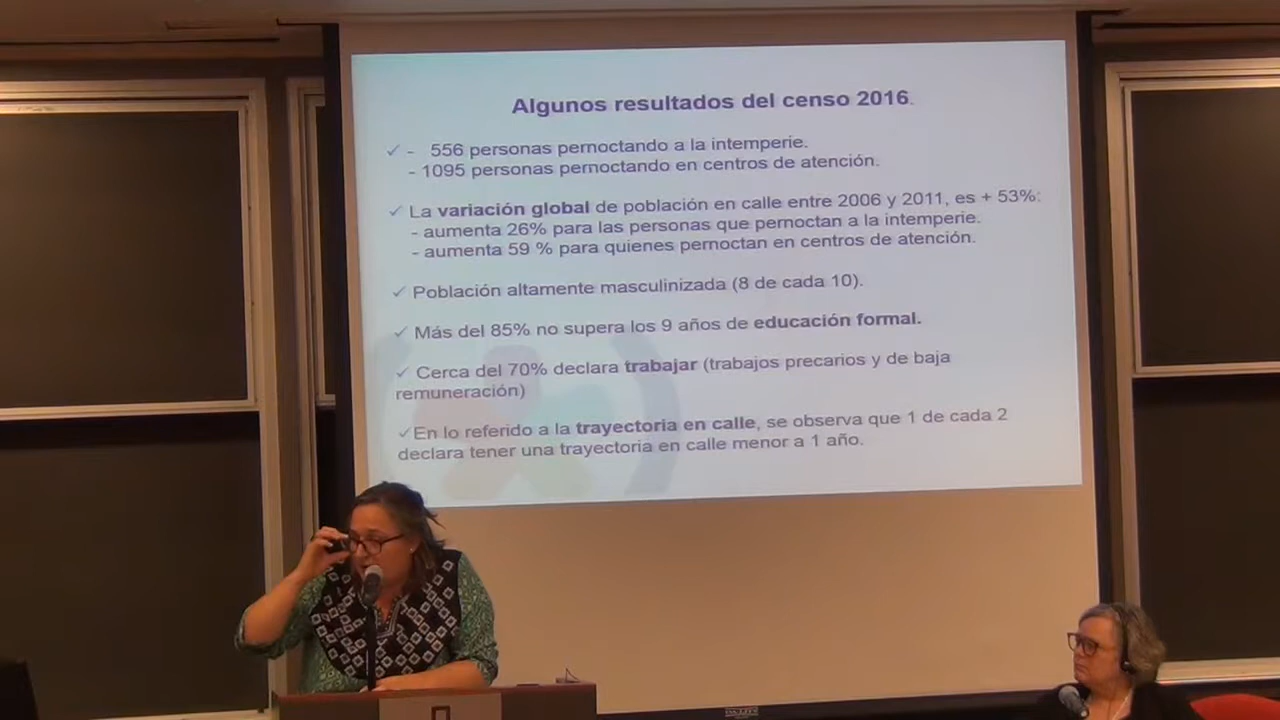 Algunos resultados del censo 2016.
✓ - 556 personas pernoctando a la intemperie.
- 1095 personas pernoctando en centros de atención.
✓ La variación global de población en calle entre 2006 y 2011, es + 53%:
- aumenta 26% para las personas que pernoctan a la intemperie.
- aumenta 59 % para quienes pernoctan en centros de atención.
✓ Población altamente masculinizada (8 de cada 10).
✓ Más del 85% no supera los 9 años de educación formal.
✓ Cerca del 70% declara trabajar (trabajos precarios y de baja
remuneración)
✓En lo referido a la trayectoria en calle, se observa que 1 de cada 2
declara tener una trayectoria en calle menor a 1 año.